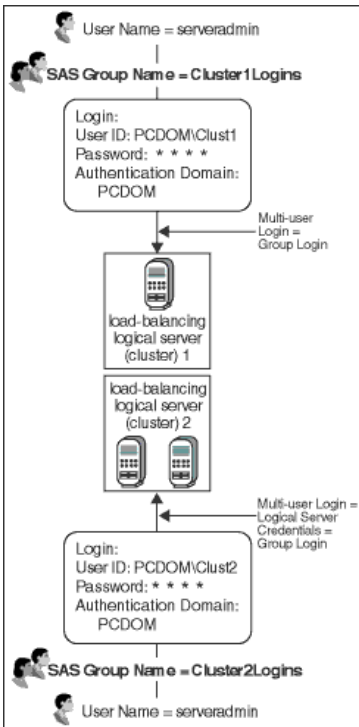 User Name = serveradmin
SAS Group Name = Cluster1Logins
Login:
User ID: PCDOM\Clust1
Password: * * * *
Authentication Domain:
PCDOM
Multi-user
Login =
Group Login
load-balancing
logical server
(cluster) 1
load-balancing
logical server
(cluster) 2
Multi-user Login =
Logical Server
Credentials =
Group Login
Login:
User ID: PCDOM\Clust2
Password: * * * *
Authentication Domain:
PCDOM
SAS Group Name = Cluster2Logins
User Name = serveradmin